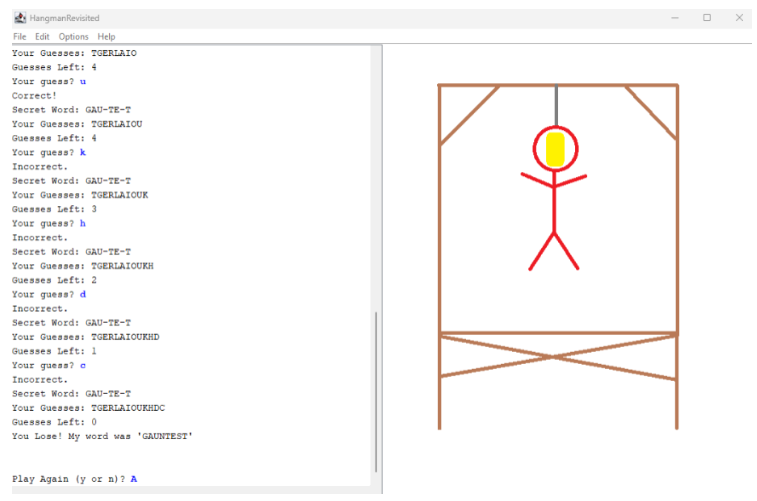 HangmanRevisited
File Edit Options Help
Your Guesses: TGERLAIO
Guesses Left: 4
Your guess? u
Correct!
Secret Word: GAU-TE-T
Your Guesses: TGERLAIOU
Guesses Left: 4
Your guess? k
Incorrect.
Secret Word: GAU-TE-T
Your Guesses: TGERLAIOUK
Guesses Left: 3
Your guess? h
Incorrect.
Secret Word: GAU-TE-T
Your Guesses: TGERLAIOUKH
Guesses Left: 2
Your guess? d
Incorrect.
Secret Word: GAU-TE-T
Your Guesses: TGERLAIOUKHD
Guesses Left: 1
Your guess? c
Incorrect.
Secret Word: GAU-TE-T
Your Guesses: TGERLAIOUKHDC
Guesses Left: 0
You Lose! My word was 'GAUNTEST'
Play Again (y or n)? A